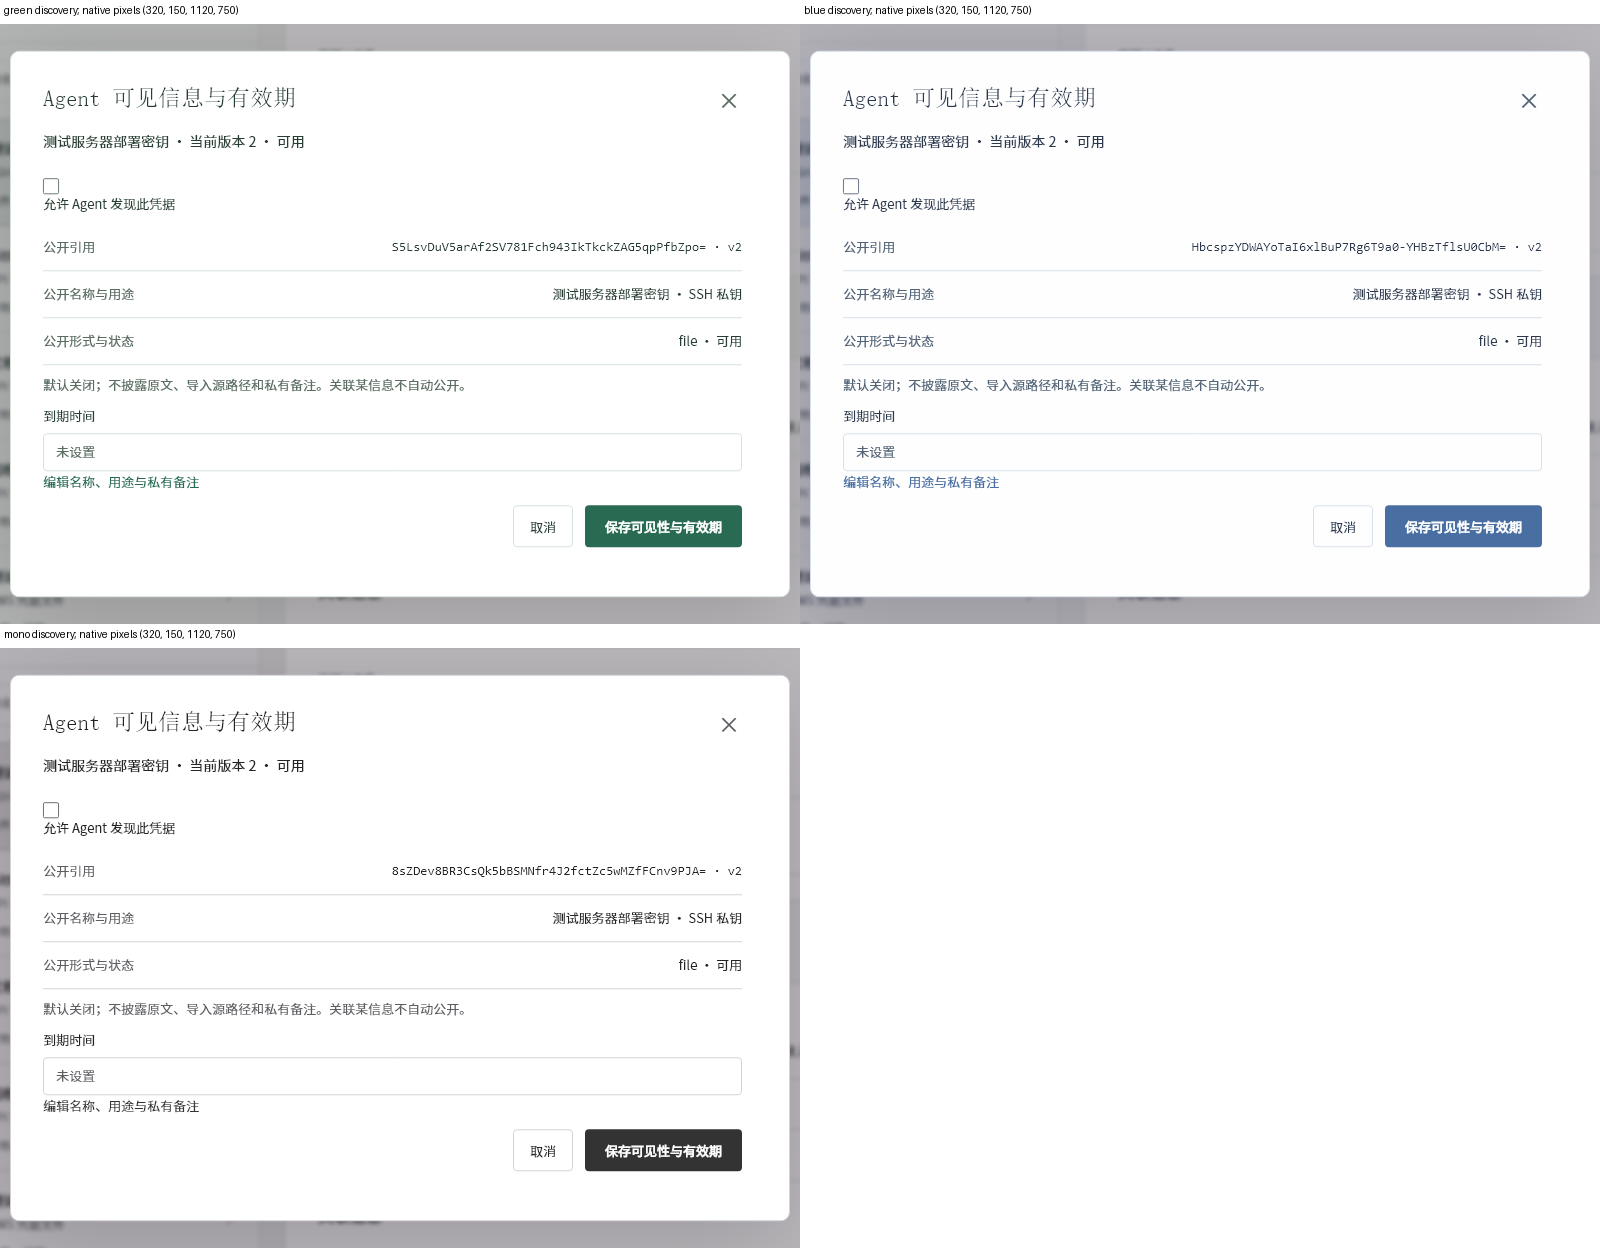 green discovery; native pixels (320, 150, 1120, 750)
Agent 可见信息与有效期
测试服务器部署密钥 · 当前版本 2 · 可用
允许 Agent 发现此凭据
公开引用 S5LsvDuV5arAf2SV781Fch943IkTkckZAG5qpPfbZpo= · v2
公开名称与用途 测试服务器部署密钥 · SSH 私钥
公开形式与状态 file · 可用
默认关闭；不披露原文、导入源路径和私有备注。关联某信息不自动公开。
到期时间
未设置
编辑名称、用途与私有备注
取消 保存可见性与有效期
blue discovery; native pixels (320, 150, 1120, 750)
Agent 可见信息与有效期
测试服务器部署密钥 · 当前版本 2 · 可用
允许 Agent 发现此凭据
公开引用 HbcspzYDWAYoTaI6xlBuP7Rg6T9a0-YHBzTflsU0CbM= · v2
公开名称与用途 测试服务器部署密钥 · SSH 私钥
公开形式与状态 file · 可用
默认关闭；不披露原文、导入源路径和私有备注。关联某信息不自动公开。
到期时间
未设置
编辑名称、用途与私有备注
取消 保存可见性与有效期
mono discovery; native pixels (320, 150, 1120, 750)
Agent 可见信息与有效期
测试服务器部署密钥 · 当前版本 2 · 可用
允许 Agent 发现此凭据
公开引用 8sZDev8BR3CsQk5bBSMNfr4J2fctZc5wMZfFCnv9PJA= · v2
公开名称与用途 测试服务器部署密钥 · SSH 私钥
公开形式与状态 file · 可用
默认关闭；不披露原文、导入源路径和私有备注。关联某信息不自动公开。
到期时间
未设置
编辑名称、用途与私有备注
取消 保存可见性与有效期